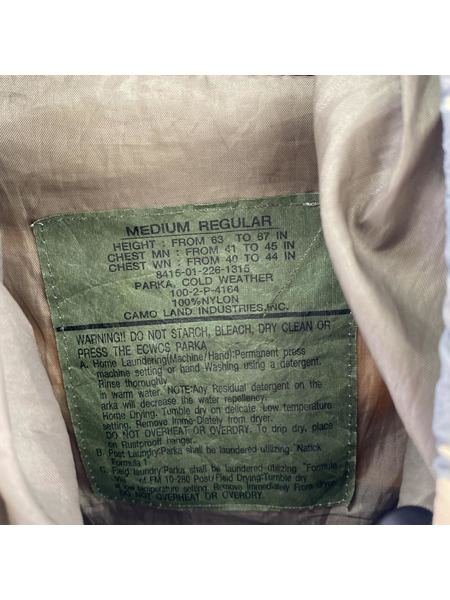 MEDIUM REGULAR
HEIGHT : FROM 63 TO 67 IN
CHEST MN : FROM 41 TO 45 IN
CHEST WN : FROM 40 TO 44 IN
8415-01-226-1315
PARKA, COLD WEATHER
100-2-P-4164
100%NYLON
CAMO LAND INDUSTRIES,INC.
WARNING!! DO NOT STARCH, BLEACH, DRY CLEAN OR
PRESS THE ECWCS PARKA
A. Home Laundering(Machine/Hand):Permanent press
machine setting or hand Washing using a detergent.
Rinse thoroughly
in warm water. NOTE:Any Residual detergent on the
parka will decrease the water repellency.
Home Drying. Tumble dry on delicate. Low. temperature
setting. Remove Imme-Diately from dryer.
DO NOT OVERHEAT OR OVERDRY. To drip dry, place
on Rustproof hanger.
B. Post Laundry:Parka shall be laundered utilizing Natick
Formula 1
C. Field laundry:Parks shall be laundered utilizing "Formula
of FM 10-280 Post/Field Drying:Tumble dry
low temperature setting. Remove Immediately From dryer
DO NOT OVERHEAT OR OVERDRY.